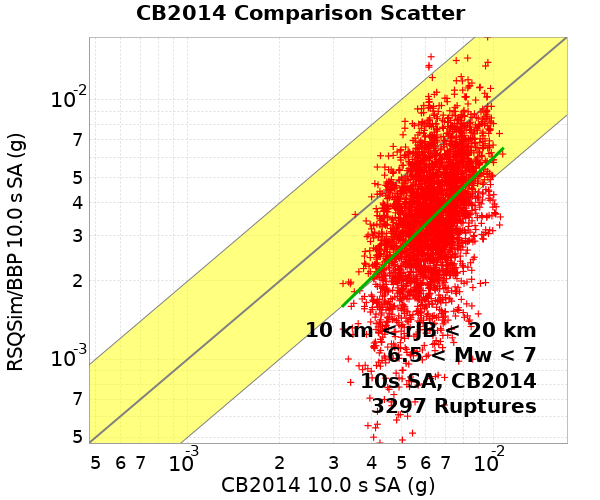 CB2014 Comparison Scatter
RSQSim/BBP 10.0 s SA (g)
10-2
7
5
4
3
2
10-3
7
5
10 km < rJB < 20 km
6.5 < Mw < 7
10s SA, CB2014
3297 Ruptures
5 6 7 10-3 2 3 4 5 6 7 10-2
CB2014 10.0 s SA (g)